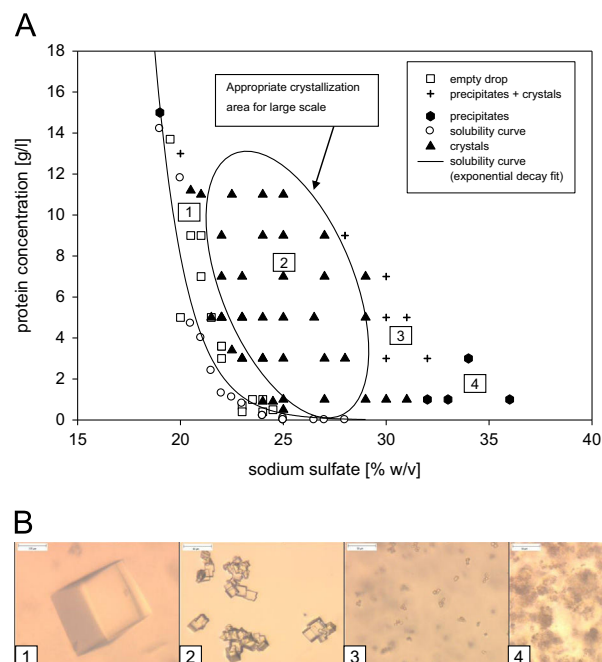 A
Appropriate crystallization
area for large scale
empty drop
precipitates + crystals
precipitates
solubility curve
crystals
solubility curve
(exponential decay fit)
18
16
14
12
10
8
6
4
2
0
protein concentration [g/l]
1
2
3
4
15 20 25 30 35 40
sodium sulfate [% w/v]
B
1 2 3 4